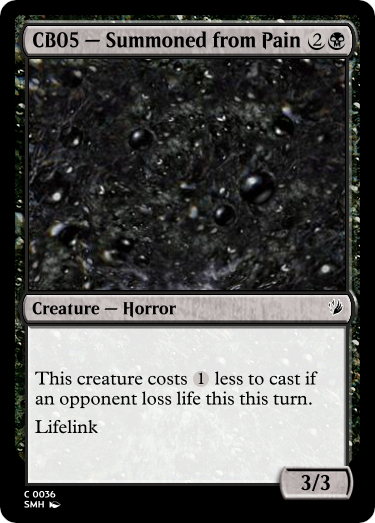 CB05 — Summoned from Pain 2
Creature — Horror
This creature costs 1 less to cast if
an opponent loss life this this turn.
Lifelink
3/3
C 0036
SMH